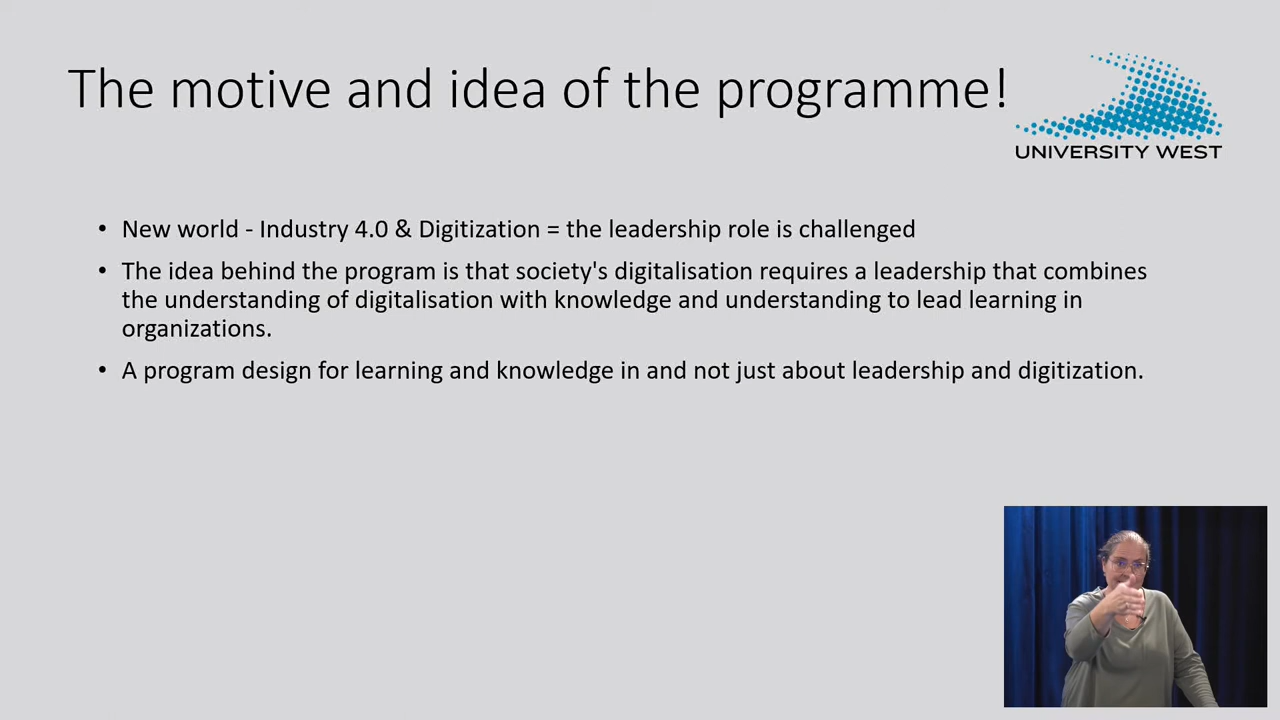 The motive and idea of the programme!
UNIVERSITY WEST
• New world - Industry 4.0 & Digitization = the leadership role is challenged
• The idea behind the program is that society's digitalisation requires a leadership that combines
the understanding of digitalisation with knowledge and understanding to lead learning in
organizations.
• A program design for learning and knowledge in and not just about leadership and digitization.